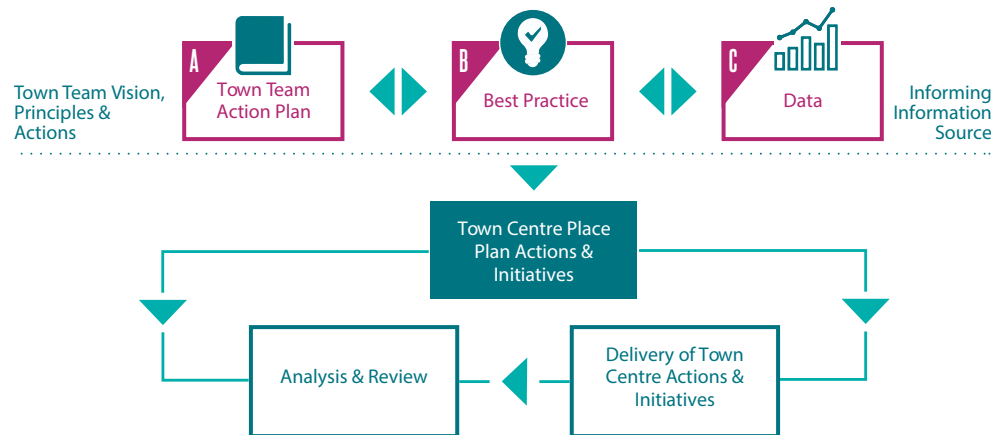 Town Team Vision,
Principles &
Actions
A
Town Team
Action Plan
B
Best Practice
C
Data
Informing
Information
Source
Town Centre Place
Plan Actions &
Initiatives
Analysis & Review
Delivery of Town
Centre Actions &
Initiatives